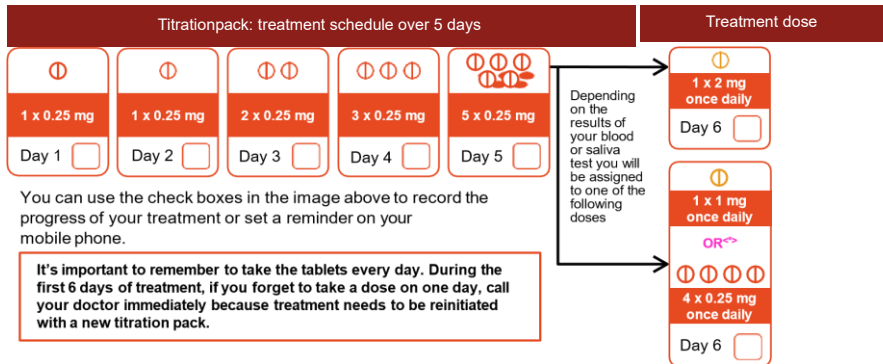 Titrationpack: treatment schedule over 5 days
Treatment dose
1 x 0.25 mg
Day 1
1 x 0.25 mg
Day 2
2 x 0.25 mg
Day 3
3 x 0.25 mg
Day 4
5 x 0.25 mg
Day 5
Depending
on the
results of
your blood
or saliva
test you will
be assigned
to one of the
following
doses
1 x 2 mg
once daily
Day 6
1 x 1 mg
once daily
OR<*>
4 x 0.25 mg
once daily
Day 6
You can use the check boxes in the image above to record the
progress of your treatment or set a reminder on your
mobile phone.
It's important to remember to take the tablets every day. During the
first 6 days of treatment, if you forget to take a dose on one day, call
your doctor immediately because treatment needs to be reinitiated
with a new titration pack.